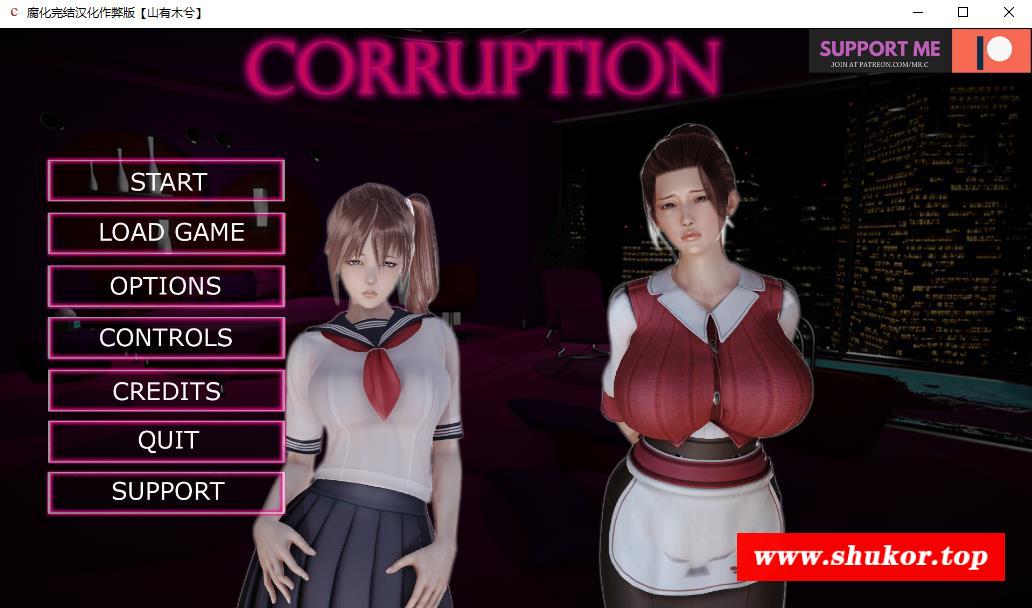 腐化完结汉化作弊版【山有木兮】
CORRUPTION
SUPPORT ME
JOIN AT PATREON.COM/MR.C
START
LOAD GAME
OPTIONS
CONTROLS
CREDITS
QUIT
SUPPORT
www.shukor.top